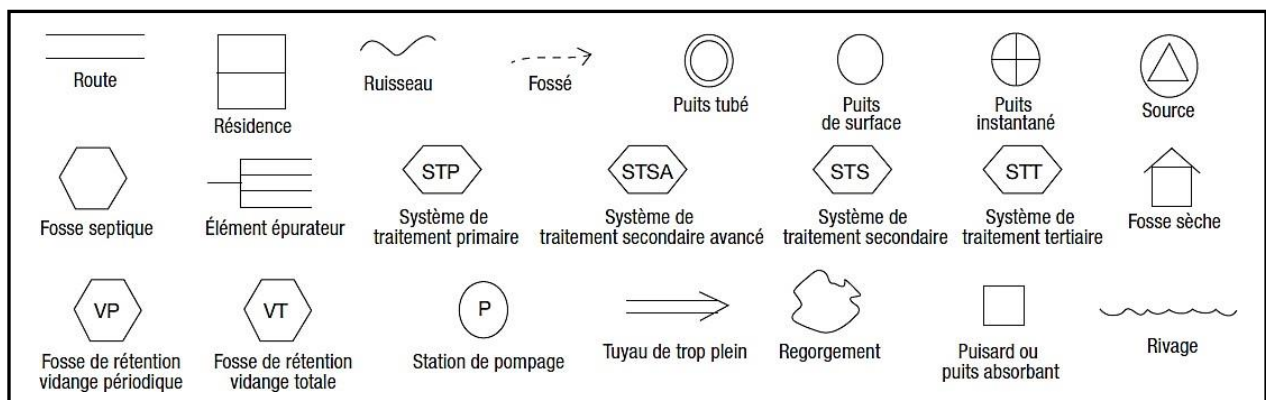 Route
Résidence
Ruisseau
Fossé
Puits tubé
Puits
de surface
Puits
instantané
Source
Fosse septique
Élément épurateur
STP
Système de
traitement primaire
STSA
Système de
traitement secondaire avancé
STS
Système de
traitement secondaire
STT
Système de
traitement tertiaire
Fosse sèche
VP
Fosse de rétention
vidange périodique
VT
Fosse de rétention
vidange totale
P
Station de pompage
Tuyau de trop plein
Regorgement
Puisard ou
puits absorbant
Rivage